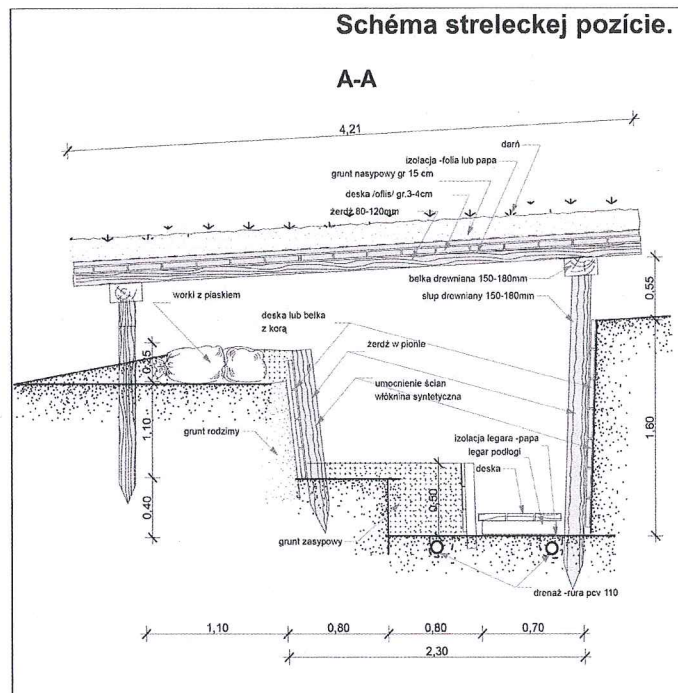 Schéma streleckej pozície.
A-A
4,21
darń
izolacja -folia lub papa
grunt nasypowy gr 15 cm
deska /oflis/ gr.3-4cm
żerdź 80-120mm
belka drewniana 150-180mm
słup drewniany 150-180mm
0,55
worki z piaskiem
deska lub belka
z korą
żerdź w pionie
0,35
umocnienie ścian
włóknina syntetyczna
1,10
grunt rodzimy
1,60
izolacja legara -papa
legar podłogi
deska
0,50
0,40
grunt zasypowy
drenaż -rura pcv 110
1,10
0,80
0,80
0,70
2,30